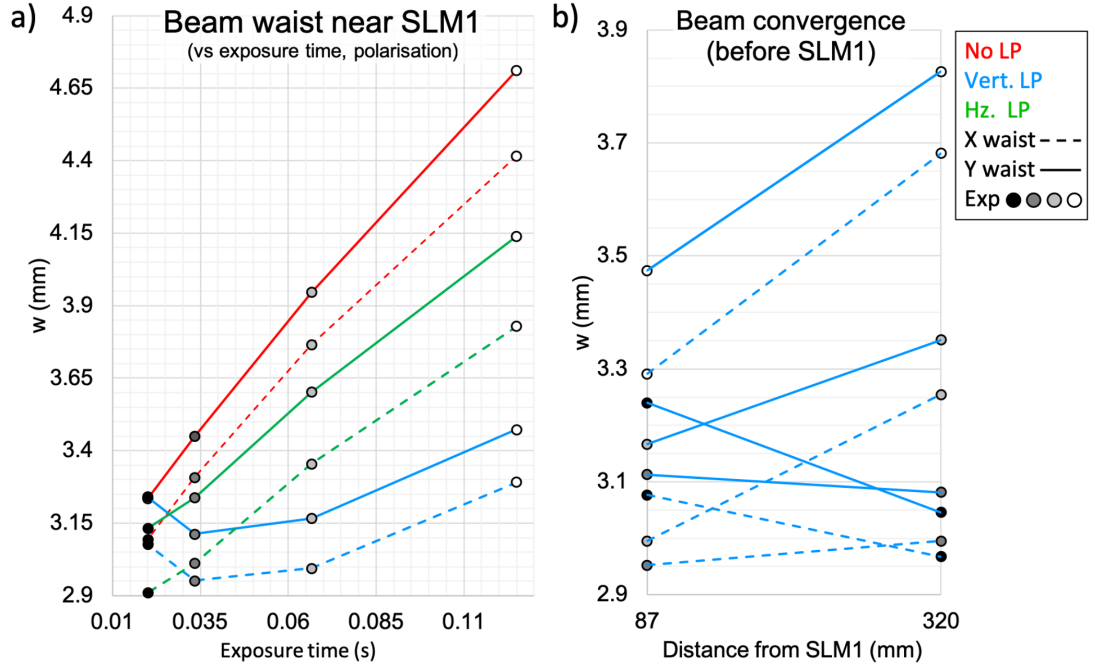 a)
Beam waist near SLM1
(vs exposure time, polarisation)
4.9
4.65
4.4
4.15
3.9
3.65
3.4
3.15
2.9
w (mm)
0.01
0.035
0.06
0.085
0.11
Exposure time (s)
b)
Beam convergence
(before SLM1)
3.9
3.7
3.5
3.3
3.1
2.9
w (mm)
87
320
Distance from SLM1 (mm)
No LP
Vert. LP
Hz. LP
X waist
Y waist
Exp